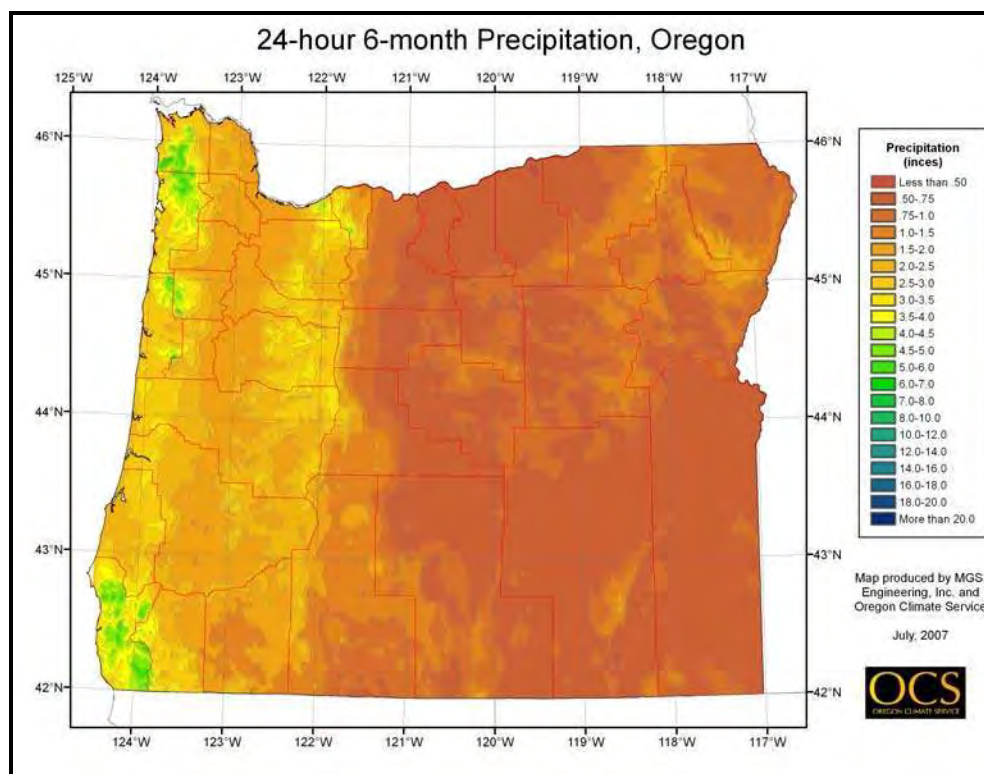 24-hour 6-month Precipitation, Oregon
125°W 124°W 123°W 122°W 121°W 120°W 119°W 118°W 117°W
46°N 46°N
45°N 45°N
44°N 44°N
43°N 43°N
42°N 42°N
124°W 123°W 122°W 121°W 120°W 119°W 118°W 117°W
Precipitation
(inces)
Less than .50
.50-.75
.75-1.0
1.0-1.5
1.5-2.0
2.0-2.5
2.5-3.0
3.0-3.5
3.5-4.0
4.0-4.5
4.5-5.0
5.0-6.0
6.0-7.0
7.0-8.0
8.0-10.0
10.0-12.0
12.0-14.0
14.0-16.0
16.0-18.0
18.0-20.0
More than 20.0
Map produced by MGS
Engineering, Inc. and
Oregon Climate Service
July, 2007
OCS
OREGON CLIMATE SERVICE